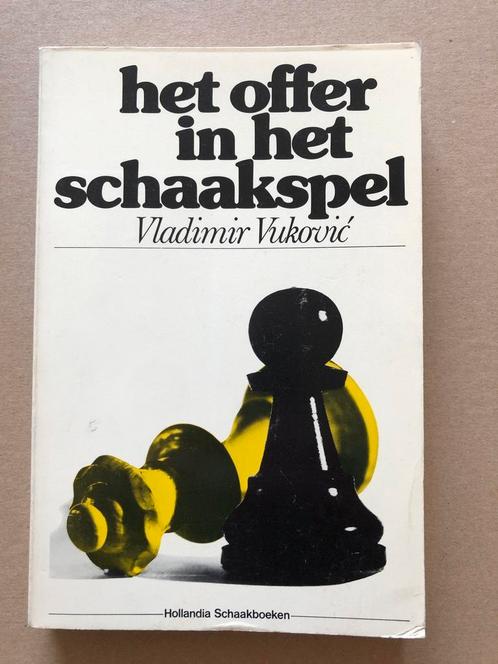 het offer
in het
schaakspel
Vladimir Vuković
Hollandia Schaakboeken